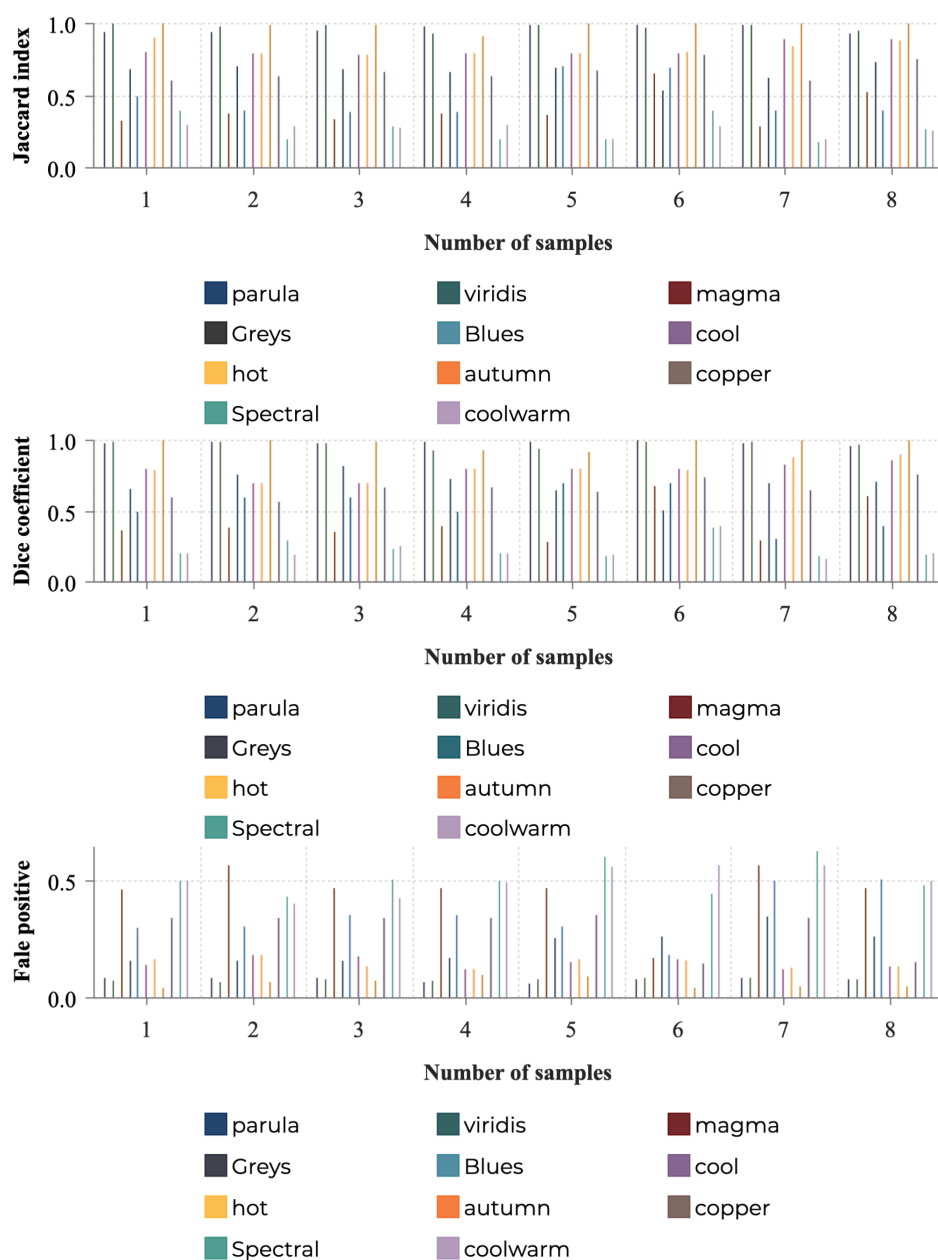 Jaccard index
1.0
0.5
0.0
1 2 3 4 5 6 7 8
Number of samples
parula viridis magma
Greys Blues cool
hot autumn copper
Spectral coolwarm
Dice coefficient
1.0
0.5
0.0
1 2 3 4 5 6 7 8
Number of samples
parula viridis magma
Greys Blues cool
hot autumn copper
Spectral coolwarm
Fale positive
0.5
0.0
1 2 3 4 5 6 7 8
Number of samples
parula viridis magma
Greys Blues cool
hot autumn copper
Spectral coolwarm